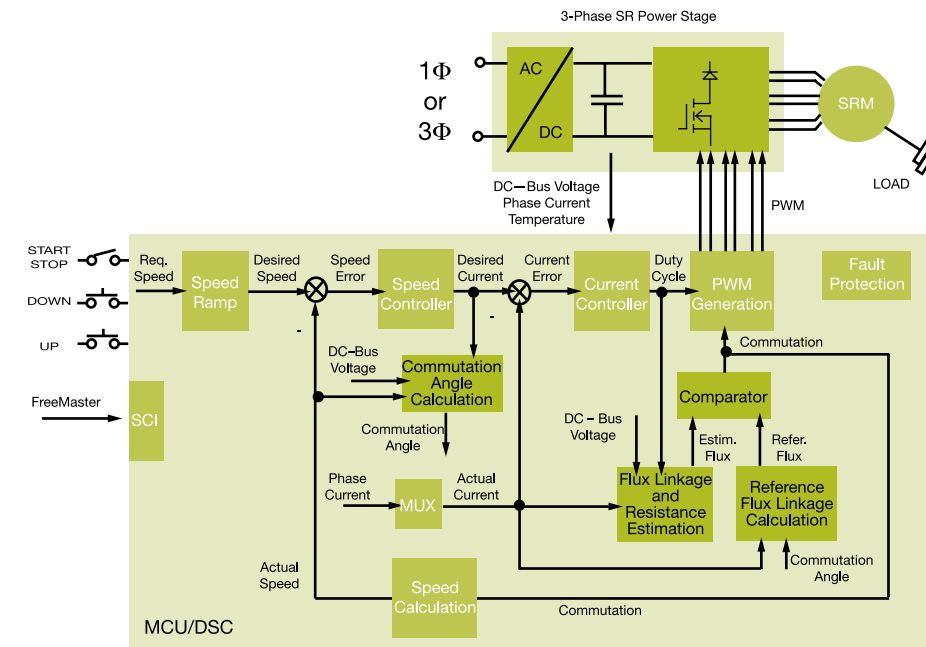 3-Phase SR Power Stage
1Φ
or
3Φ
AC
DC
SRM
LOAD
DC—Bus Voltage
Phase Current
Temperature
PWM
START
STOP
DOWN
UP
FreeMaster
SCI
Req.
Speed
Speed
Ramp
Desired
Speed
-
Speed
Error
Speed
Controller
Desired
Current
-
Current
Error
Current
Controller
Duty
Cycle
PWM
Generation
Fault
Protection
Commutation
DC–Bus
Voltage
Commutation
Angle
Calculation
Commutation
Angle
DC – Bus
Voltage
Comparator
Estim.
Flux
Refer.
Flux
Phase
Current
MUX
Actual
Current
Flux Linkage
and
Resistance
Estimation
Reference
Flux Linkage
Calculation
Commutation
Angle
Actual
Speed
Speed
Calculation
Commutation
MCU/DSC